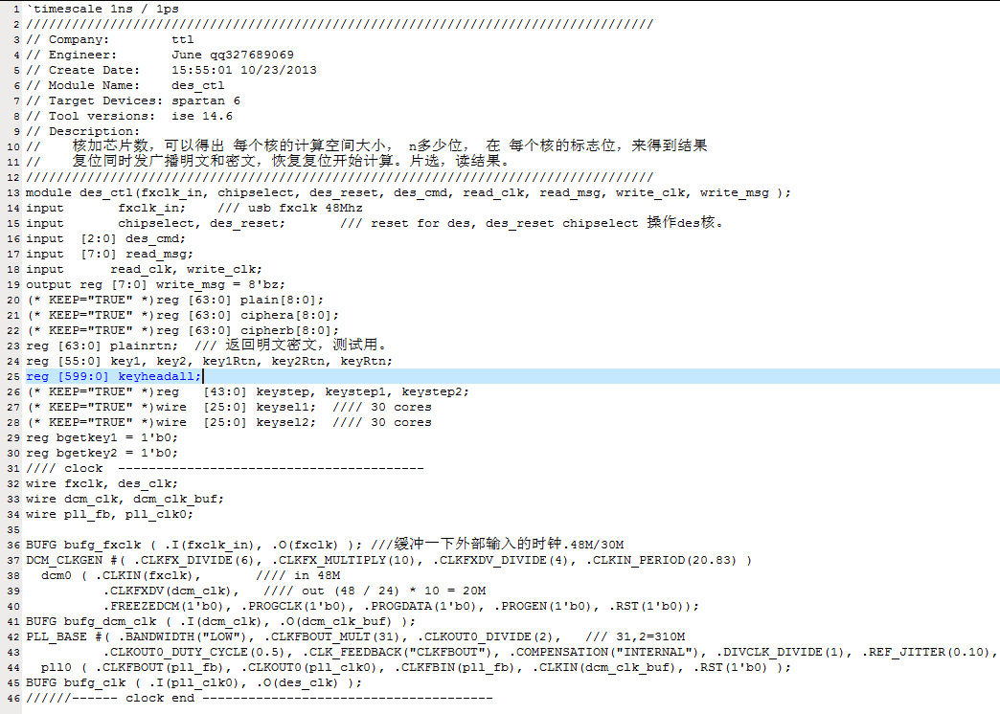 1 `timescale 1ns / 1ps
2 //////////////////////////////////////////////////////////////////////////////////
3 // Company:        ttl
4 // Engineer:       June qq327689069
5 // Create Date:    15:55:01 10/23/2013
6 // Module Name:    des_ctl
7 // Target Devices: spartan 6
8 // Tool versions:  ise 14.6
9 // Description:
10 //    核加芯片数，可以得出 每个核的计算空间大小， n多少位， 在 每个核的标志位，来得到结果
11 //    复位同时发广播明文和密文，恢复复位开始计算。片选，读结果。
12 //////////////////////////////////////////////////////////////////////////////////
13 module des_ctl(fxclk_in, chipselect, des_reset, des_cmd, read_clk, read_msg, write_clk, write_msg );
14 input       fxclk_in;    /// usb fxclk 48Mhz
15 input       chipselect, des_reset;       /// reset for des, des_reset chipselect 操作des核。
16 input  [2:0] des_cmd;
17 input  [7:0] read_msg;
18 input      read_clk, write_clk;
19 output reg [7:0] write_msg = 8'bz;
20 (* KEEP="TRUE" *)reg [63:0] plain[8:0];
21 (* KEEP="TRUE" *)reg [63:0] ciphera[8:0];
22 (* KEEP="TRUE" *)reg [63:0] cipherb[8:0];
23 reg [63:0] plainrtn;  /// 返回明文密文，测试用。
24 reg [55:0] key1, key2, key1Rtn, key2Rtn, keyRtn;
25 reg [599:0] keyheadall;
26 (* KEEP="TRUE" *)reg   [43:0] keystep, keystep1, keystep2;
27 (* KEEP="TRUE" *)wire  [25:0] keysel1;  //// 30 cores
28 (* KEEP="TRUE" *)wire  [25:0] keysel2;  //// 30 cores
29 reg bgetkey1 = 1'b0;
30 reg bgetkey2 = 1'b0;
31 //// clock  ----------------------------------------
32 wire fxclk, des_clk;
33 wire dcm_clk, dcm_clk_buf;
34 wire pll_fb, pll_clk0;
35
36 BUFG bufg_fxclk ( .I(fxclk_in), .O(fxclk) ); ///缓冲一下外部输入的时钟.48M/30M
37 DCM_CLKGEN #( .CLKFX_DIVIDE(6), .CLKFX_MULTIPLY(10), .CLKFXDV_DIVIDE(4), .CLKIN_PERIOD(20.83) )
38   dcm0 ( .CLKIN(fxclk),       //// in 48M
39           .CLKFXDV(dcm_clk),   //// out (48 / 24) * 10 = 20M
40           .FREEZEDCM(1'b0), .PROGCLK(1'b0), .PROGDATA(1'b0), .PROGEN(1'b0), .RST(1'b0));
41 BUFG bufg_dcm_clk ( .I(dcm_clk), .O(dcm_clk_buf) );
42 PLL_BASE #( .BANDWIDTH("LOW"), .CLKFBOUT_MULT(31), .CLKOUT0_DIVIDE(2),   /// 31,2=310M
43           .CLKOUT0_DUTY_CYCLE(0.5), .CLK_FEEDBACK("CLKFBOUT"), .COMPENSATION("INTERNAL"), .DIVCLK_DIVIDE(1), .REF_JITTER(0.10),
44   pll0 ( .CLKFBOUT(pll_fb), .CLKOUT0(pll_clk0), .CLKFBIN(pll_fb), .CLKIN(dcm_clk_buf), .RST(1'b0) );
45 BUFG bufg_clk ( .I(pll_clk0), .O(des_clk) );
46 //////------ clock end --------------------------------------